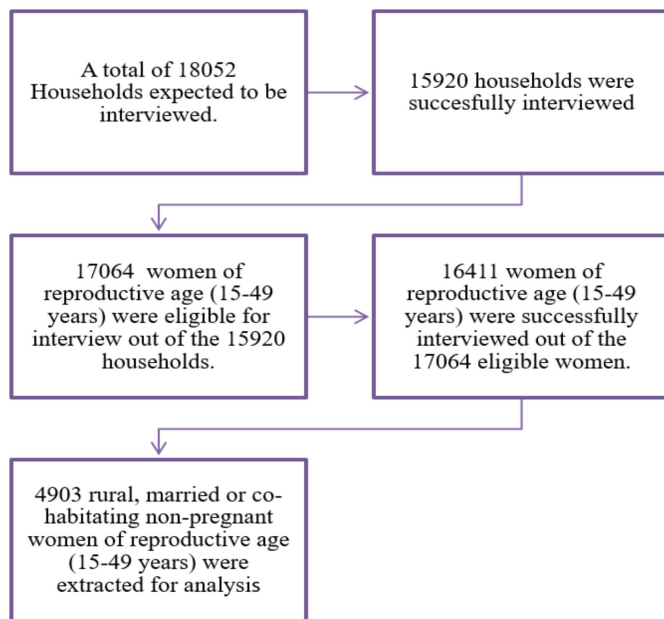 A total of 18052
Households expected to be
interviewed.
15920 households were
succesfully interviewed
17064 women of
reproductive age (15-49
years) were eligible for
interview out of the 15920
households.
16411 women of
reproductive age (15-49
years) were successfully
interviewed out of the
17064 eligible women.
4903 rural, married or co-
habitating non-pregnant
women of reproductive age
(15-49 years) were
extracted for analysis